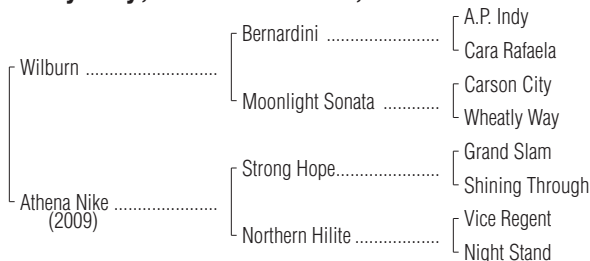 A.P. Indy
Bernardini ....................
Cara Rafaela
Wilburn .......................
Carson City
Moonlight Sonata ............
Wheatly Way
Grand Slam
Strong Hope....................
Shining Through
Athena Nike ...................
(2009)
Vice Regent
Northern Hilite ...............
Night Stand